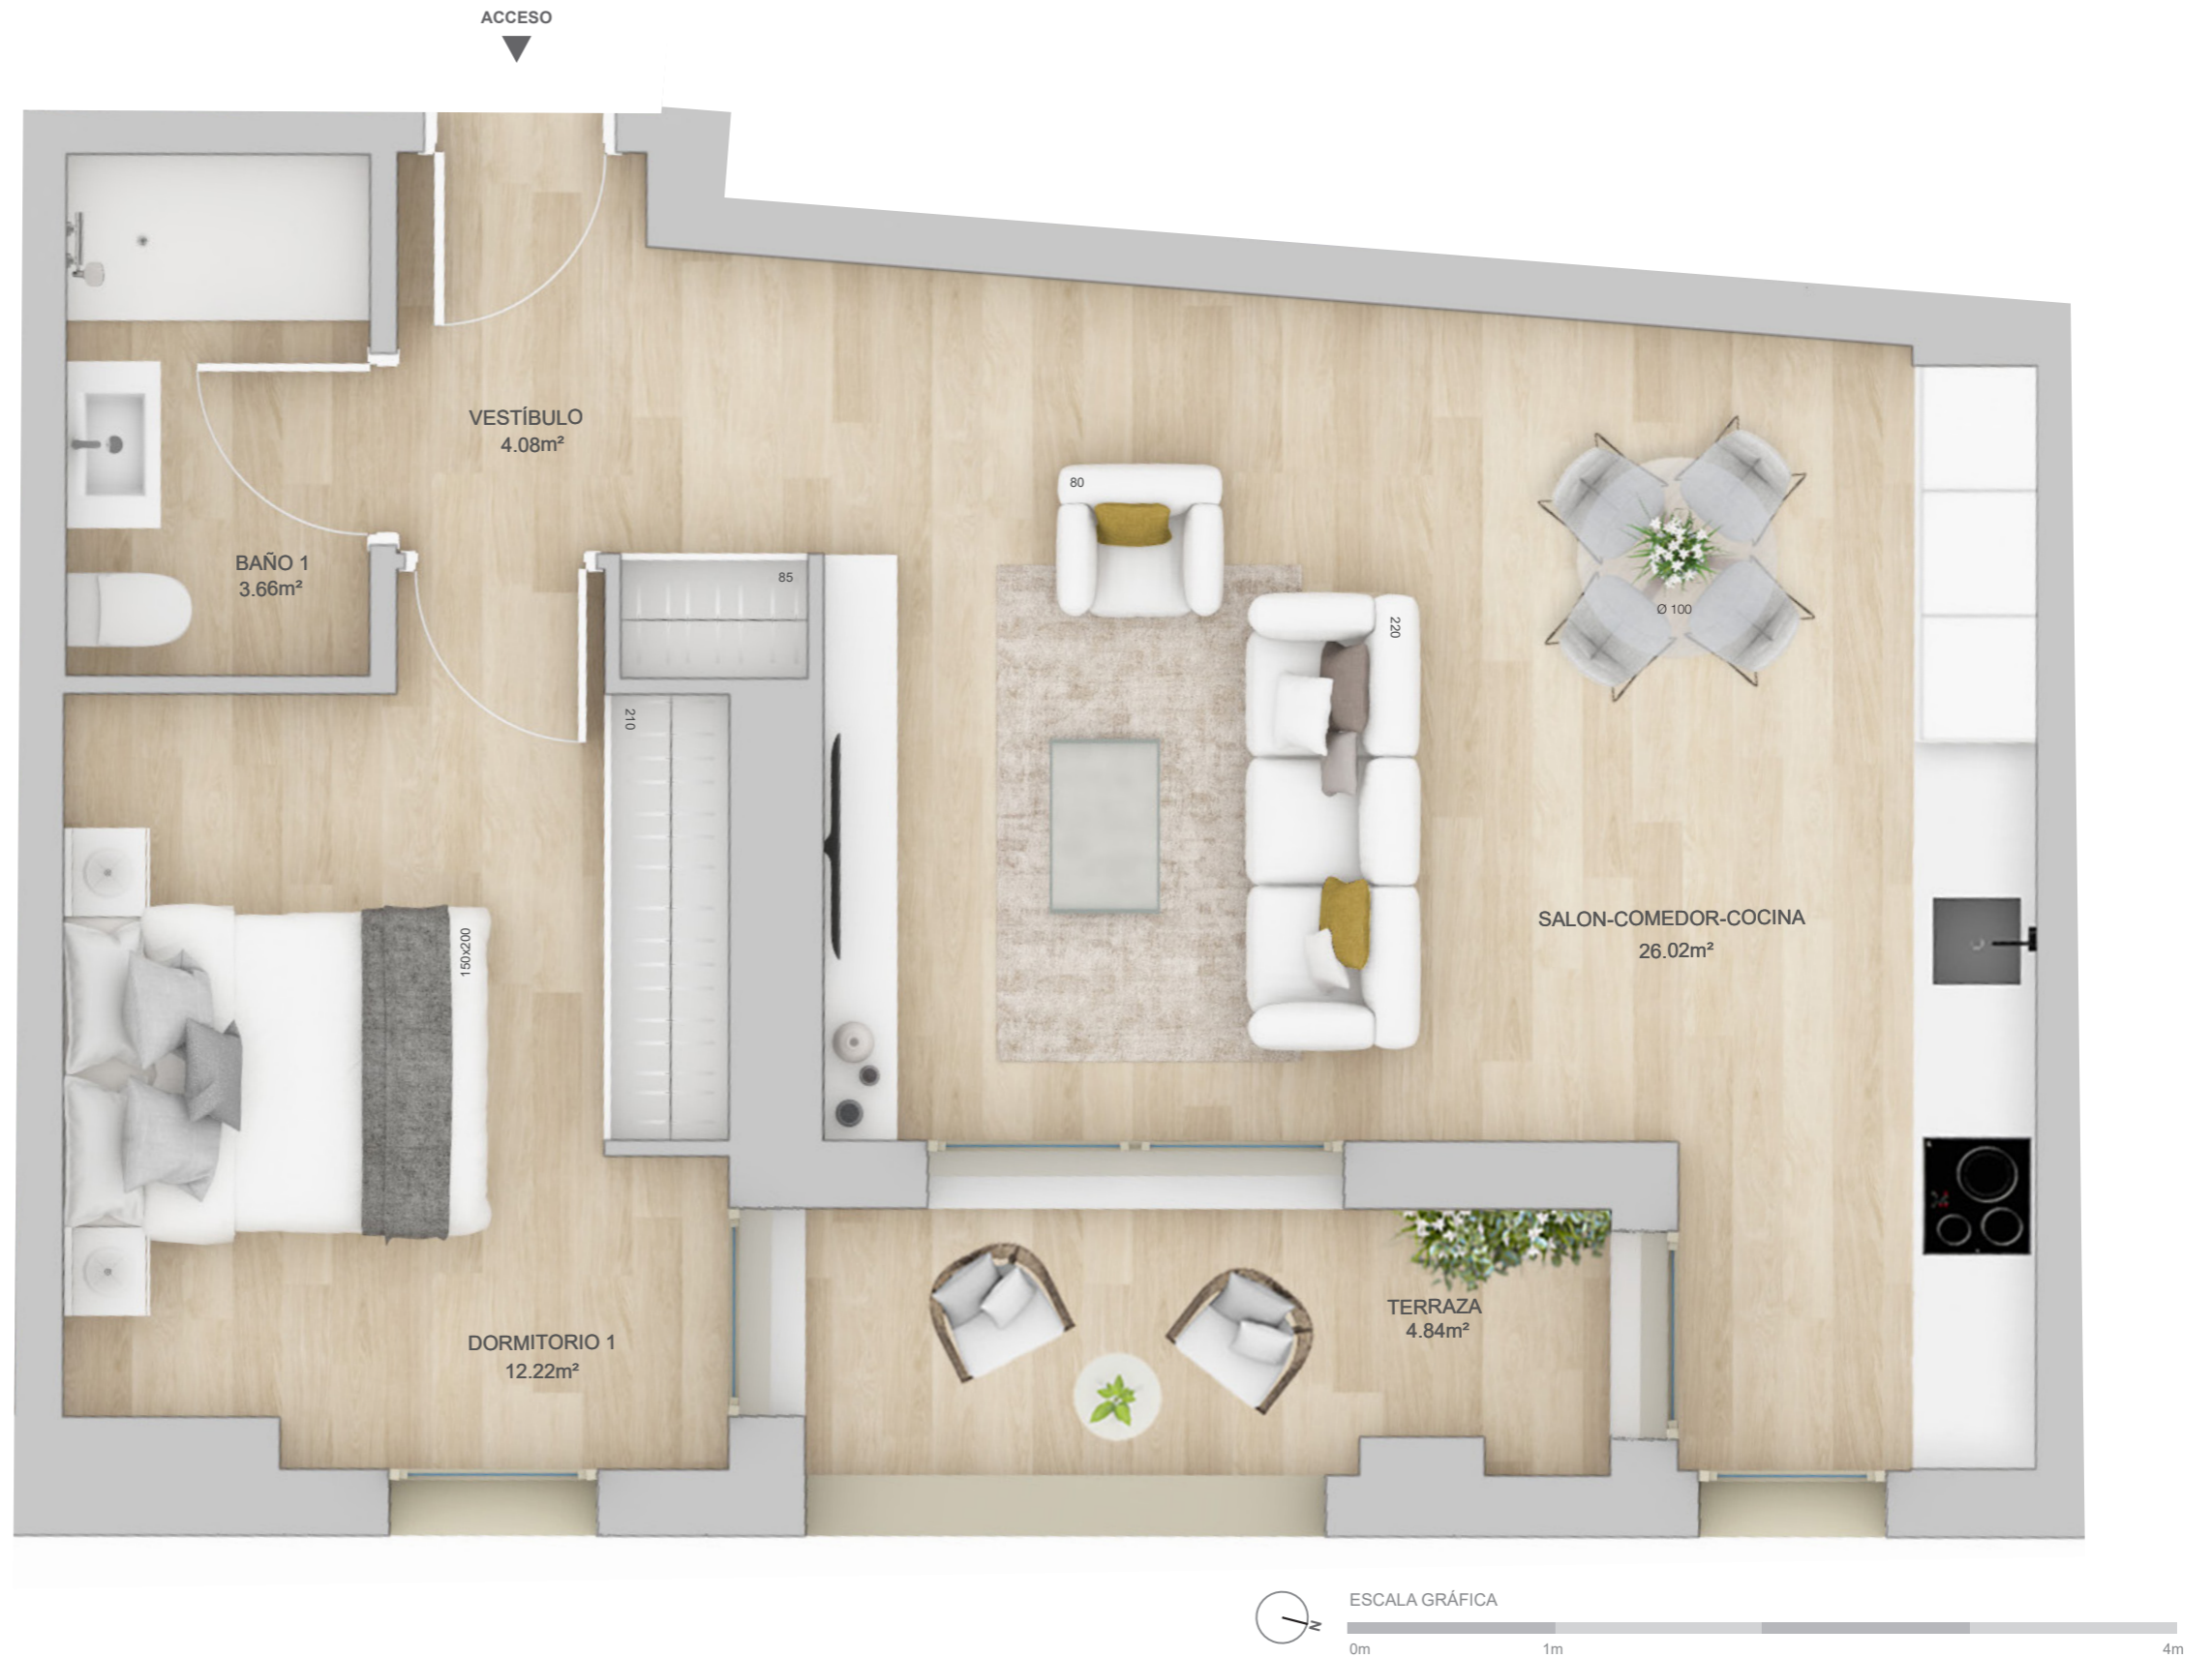 ACCESO
VESTÍBULO
4.08m²
80
BAÑO 1
3.66m²
85
Ø 100
220
210
SALON-COMEDOR-COCINA
26.02m²
150x200
TERRAZA
4.84m²
DORMITORIO 1
12.22m²
ESCALA GRÁFICA
N
0m 1m 4m